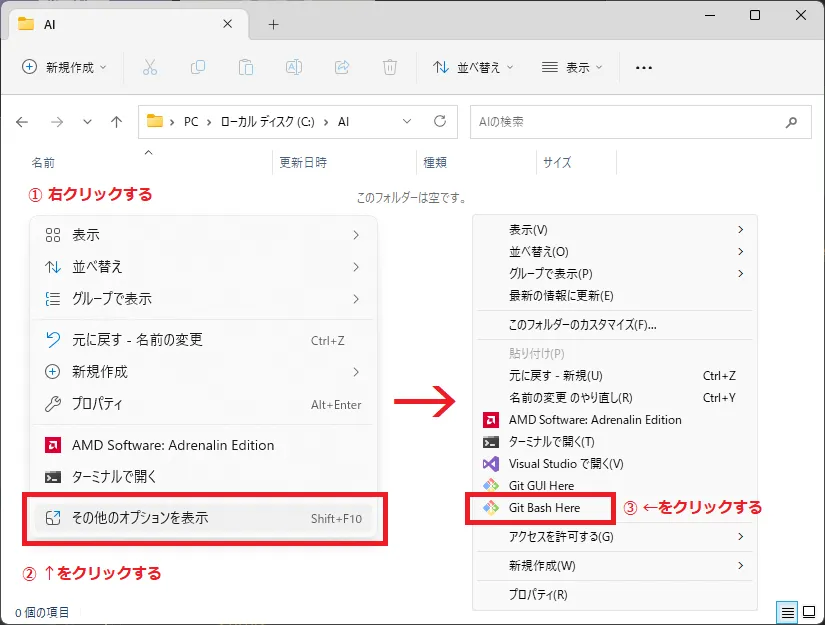 AI
新規作成
並べ替え
表示
PC
ローカル ディスク (C:)
AI
AIの検索
名前
更新日時
種類
サイズ
① 右クリックする
このフォルダーは空です。
表示
並べ替え
グループで表示
元に戻す - 名前の変更 Ctrl+Z
新規作成
プロパティ Alt+Enter
AMD Software: Adrenalin Edition
ターミナルで開く
その他のオプションを表示 Shift+F10
② ↑をクリックする
表示(V)
並べ替え(O)
グループで表示(P)
最新の情報に更新(E)
このフォルダーのカスタマイズ(F)...
貼り付け(P)
元に戻す - 新規(U) Ctrl+Z
名前の変更 のやり直し(R) Ctrl+Y
AMD Software: Adrenalin Edition
ターミナルで開く(T)
Visual Studio で開く(V)
Git GUI Here
Git Bash Here
③ ←をクリックする
アクセスを許可する(G)
新規作成(W)
プロパティ(R)
0 個の項目